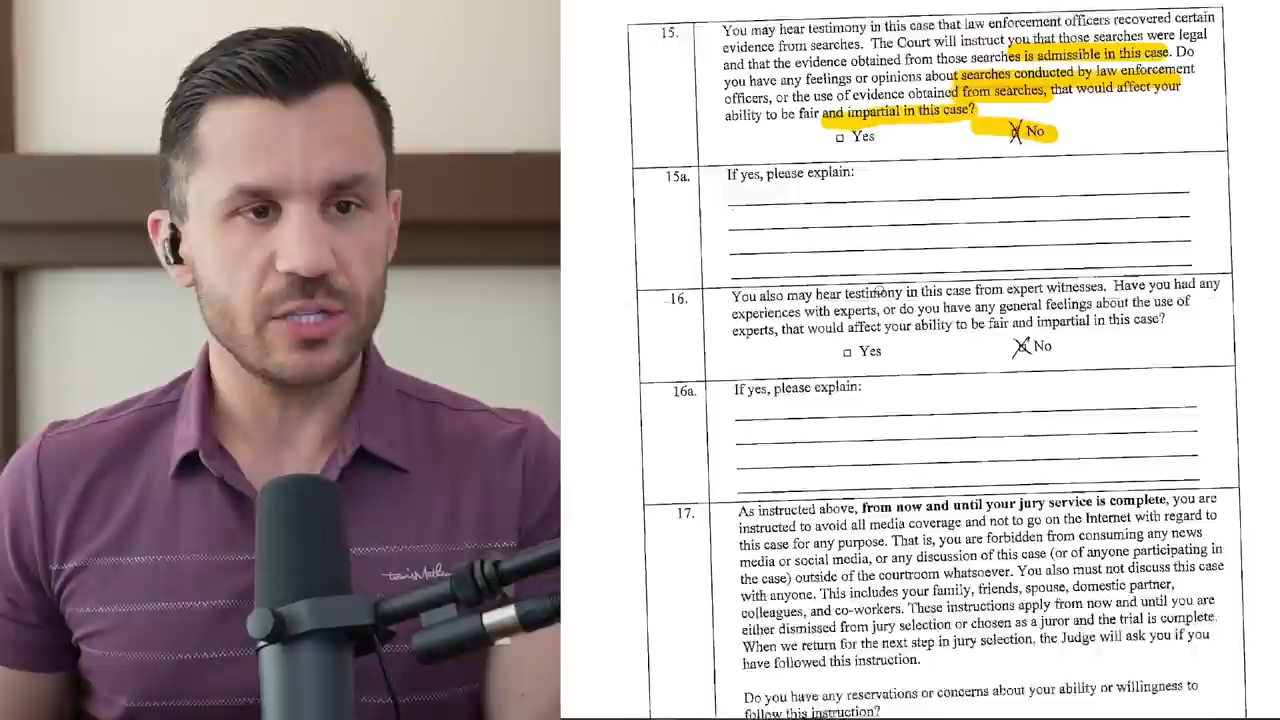 15. You may hear testimony in this case that law enforcement officers recovered certain
evidence from searches. The Court will instruct you that those searches were legal
and that the evidence obtained from those searches is admissible in this case. Do
you have any feelings or opinions about searches conducted by law enforcement
officers, or the use of evidence obtained from searches, that would affect your
ability to be fair and impartial in this case?
□ Yes □ No
15a. If yes, please explain:
16. You also may hear testimony in this case from expert witnesses. Have you had any
experiences with experts, or do you have any general feelings about the use of
experts, that would affect your ability to be fair and impartial in this case?
□ Yes □ No
16a. If yes, please explain:
17. As instructed above, from now and until your jury service is complete, you are
instructed to avoid all media coverage and not to go on the Internet with regard to
this case for any purpose. That is, you are forbidden from consuming any news
media or social media, or any discussion of this case (or of anyone participating in
the case) outside of the courtroom whatsoever. You also must not discuss this case
with anyone. This includes your family, friends, spouse, domestic partner,
colleagues, and co-workers. These instructions apply from now and until you are
either dismissed from jury selection or chosen as a juror and the trial is complete.
When we return for the next step in jury selection, the Judge will ask you if you
have followed this instruction.
Do you have any reservations or concerns about your ability or willingness to
follow this instruction?